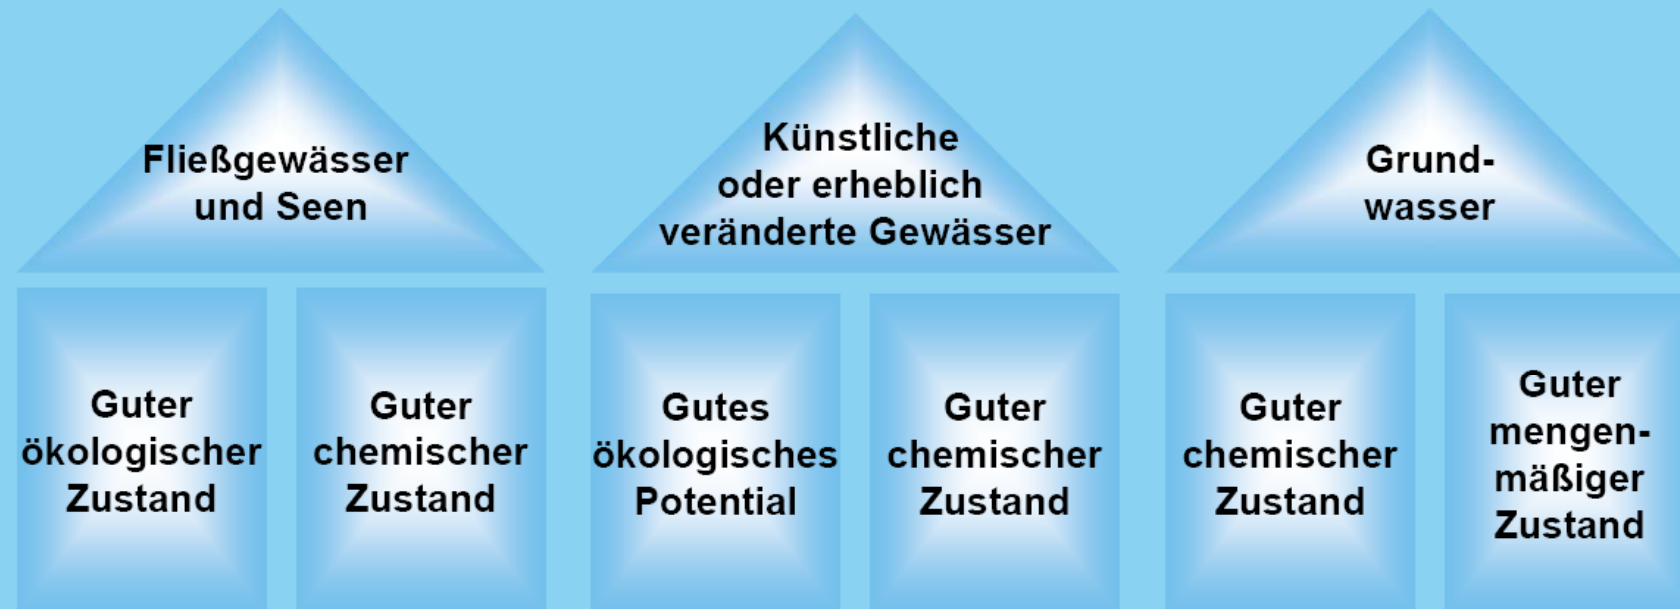 Fließgewässer
und Seen
Künstliche
oder erheblich
veränderte Gewässer
Grund-
wasser
Guter
ökologischer
Zustand
Guter
chemischer
Zustand
Gutes
ökologisches
Potential
Guter
chemischer
Zustand
Guter
chemischer
Zustand
Guter
mengen-
mäßiger
Zustand